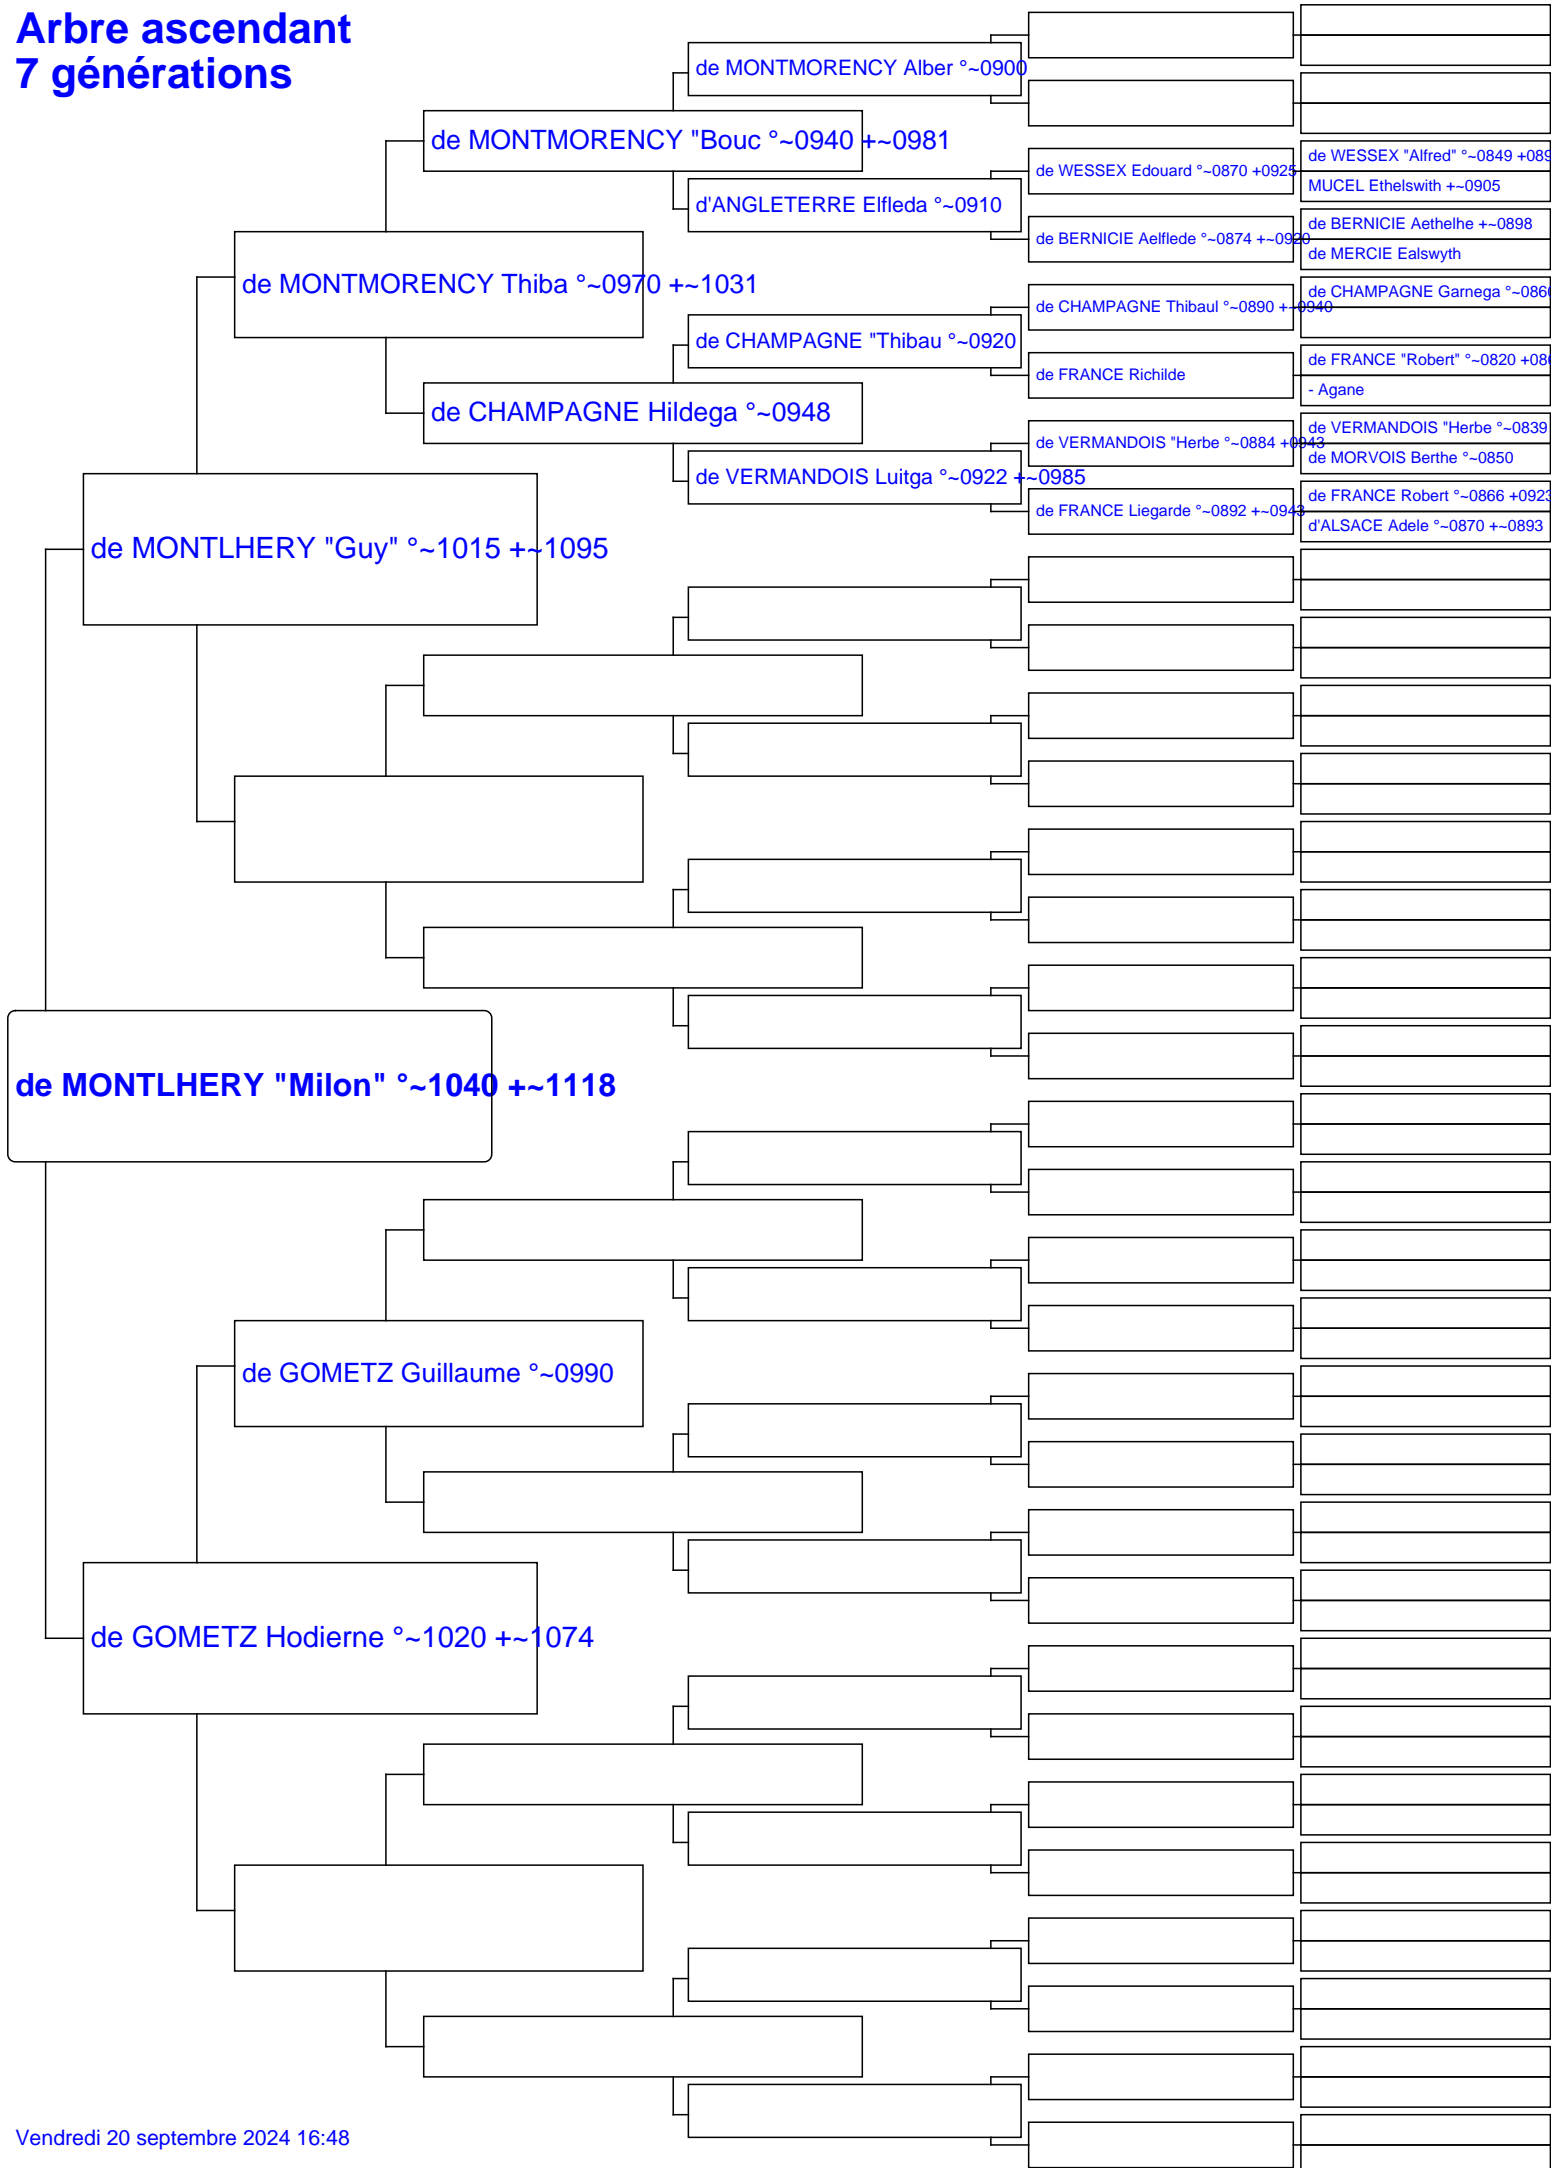 Arbre ascendant
7 générations
de MONTMORENCY Alber °~0900
de MONTMORENCY "Bouc °~0940 +~0981
de WESSEX "Alfred" °~0849 +089
de WESSEX Edouard °~0870 +0925
MUCEL Ethelswith +~0905
d'ANGLETERRE Elfleda °~0910
de BERNICIE Aethelhe +~0898
de BERNICIE Aelflede °~0874 +~0920
de MERCIE Ealswyth
de MONTMORENCY Thiba °~0970 +~1031
de CHAMPAGNE Garnega °~0860
de CHAMPAGNE Thibaul °~0890 +~0940
de CHAMPAGNE "Thibau °~0920
de FRANCE "Robert" °~0820 +086
de FRANCE Richilde
- Agane
de CHAMPAGNE Hildega °~0948
de VERMANDOIS "Herbe °~0839
de VERMANDOIS "Herbe °~0884 +0943
de MORVOIS Berthe °~0850
de VERMANDOIS Luitga °~0922 +~0985
de FRANCE Robert °~0866 +0923
de FRANCE Liegarde °~0892 +~0943
d'ALSACE Adele °~0870 +~0893
de MONTLHERY "Guy" °~1015 +~1095
de MONTLHERY "Milon" °~1040 +~1118
de GOMETZ Guillaume °~0990
de GOMETZ Hodierne °~1020 +~1074
Vendredi 20 septembre 2024 16:48